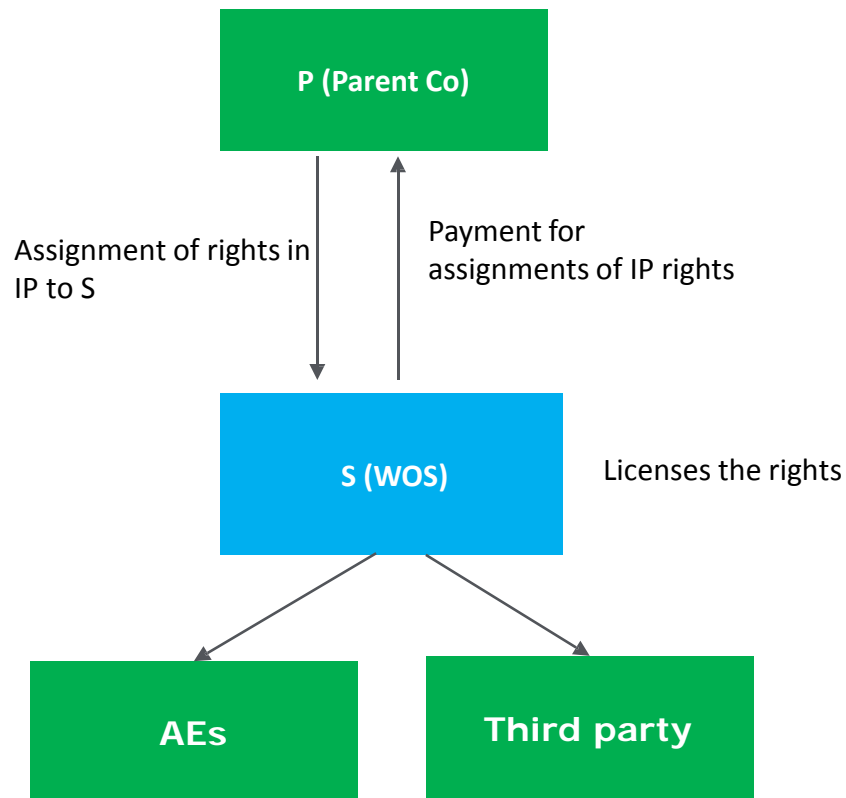 P (Parent Co)
Assignment of rights in
IP to S
Payment for
assignments of IP rights
S (WOS)
Licenses the rights
AEs
Third party